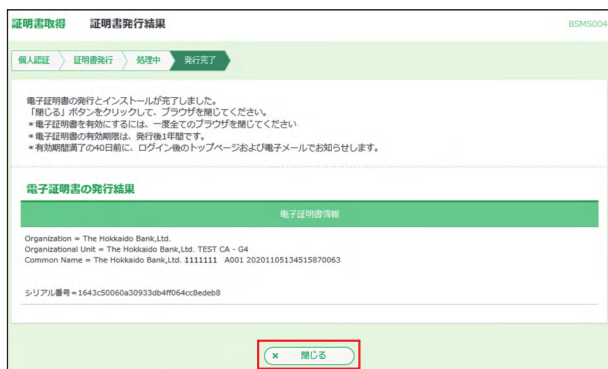 証明書取得 証明書発行結果 BSMS004
個人認証 証明書発行 処理中 発行完了
電子証明書の発行とインストールが完了しました。
「閉じる」ボタンをクリックして、ブラウザを閉じてください。
*電子証明書を有効にするには、一度全てのブラウザを閉じてください
*電子証明書の有効期限は、発行後1年間です。
*有効期間満了の40日前に、ログイン後のトップページおよび電子メールでお知らせします。
電子証明書の発行結果
電子証明書情報
Organization = The Hokkaido Bank,Ltd.
Organizational Unit = The Hokkaido Bank,Ltd. TEST CA - G4
Common Name = The Hokkaido Bank,Ltd. 1111111 A001 20201105134515870063
シリアル番号=1643c50060a30933db4ff064cc8edeb8
× 閉じる